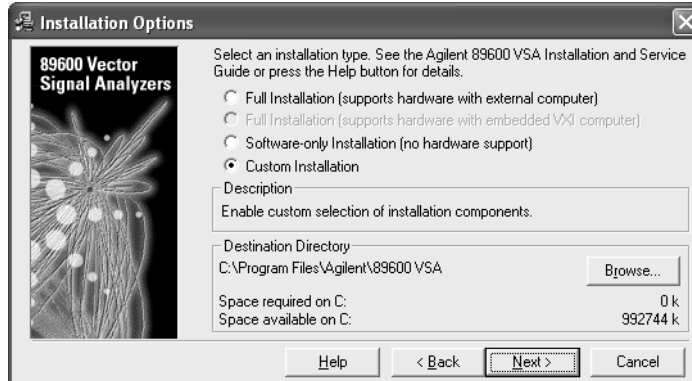 Installation Options
89600 Vector
Signal Analyzers
Select an installation type. See the Agilent 89600 VSA Installation and Service
Guide or press the Help button for details.
Full Installation (supports hardware with external computer)
Full Installation (supports hardware with embedded VXI computer)
Software-only Installation (no hardware support)
Custom Installation
Description
Enable custom selection of installation components.
Destination Directory
C:\Program Files\Agilent\89600 VSA
Browse...
Space required on C: 0 k
Space available on C: 992744 k
Help < Back Next > Cancel